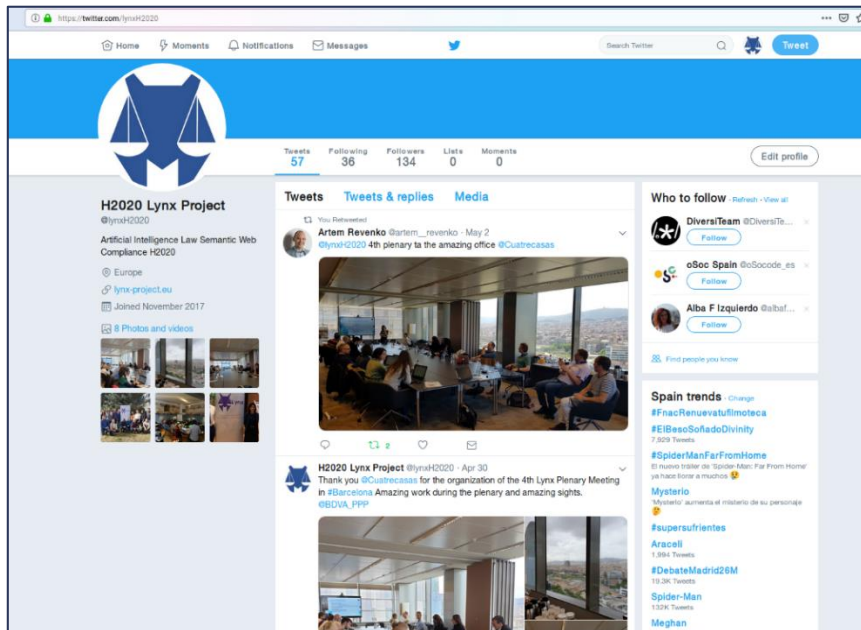 https://twitter.com/lynxH2020
Home
Moments
Notifications
Messages
Search Twitter
Tweet
Tweets
57
Following
36
Followers
134
Lists
0
Moments
0
Edit profile
H2020 Lynx Project
@lynxH2020
Artificial Intelligence Law Semantic Web
Compliance H2020
Europe
lynx-project.eu
Joined November 2017
8 Photos and videos
Tweets
Tweets & replies
Media
You Retweeted
Artem Revenko @artem__revenko · May 2
@lynxH2020 4th plenary ta the amazing office @Cuatrecasas
2
H2020 Lynx Project @lynxH2020 · Apr 30
Thank you @Cuatrecasas for the organization of the 4th Lynx Plenary Meeting
in #Barcelona Amazing work during the plenary and amazing sights.
@BDVA_PPP
Who to follow · Refresh · View all
DiversiTeam @DiversiTe...
Follow
oSoc Spain @oSocode_es
Follow
Alba F Izquierdo @albaf...
Follow
Find people you know
Spain trends · Change
#FnacRenuevatufilmoteca
#ElBesoSoñadoDivinity
7,929 Tweets
#SpiderManFarFromHome
El nuevo tráiler de 'Spider-Man: Far From Home'
ya hace llorar a muchos 😢
Mysterio
'Mysterio' aumenta el misterio de su personaje
🤔
#supersufrientes
Araceli
1,994 Tweets
#DebateMadrid26M
19.3K Tweets
Spider-Man
132K Tweets
Meghan